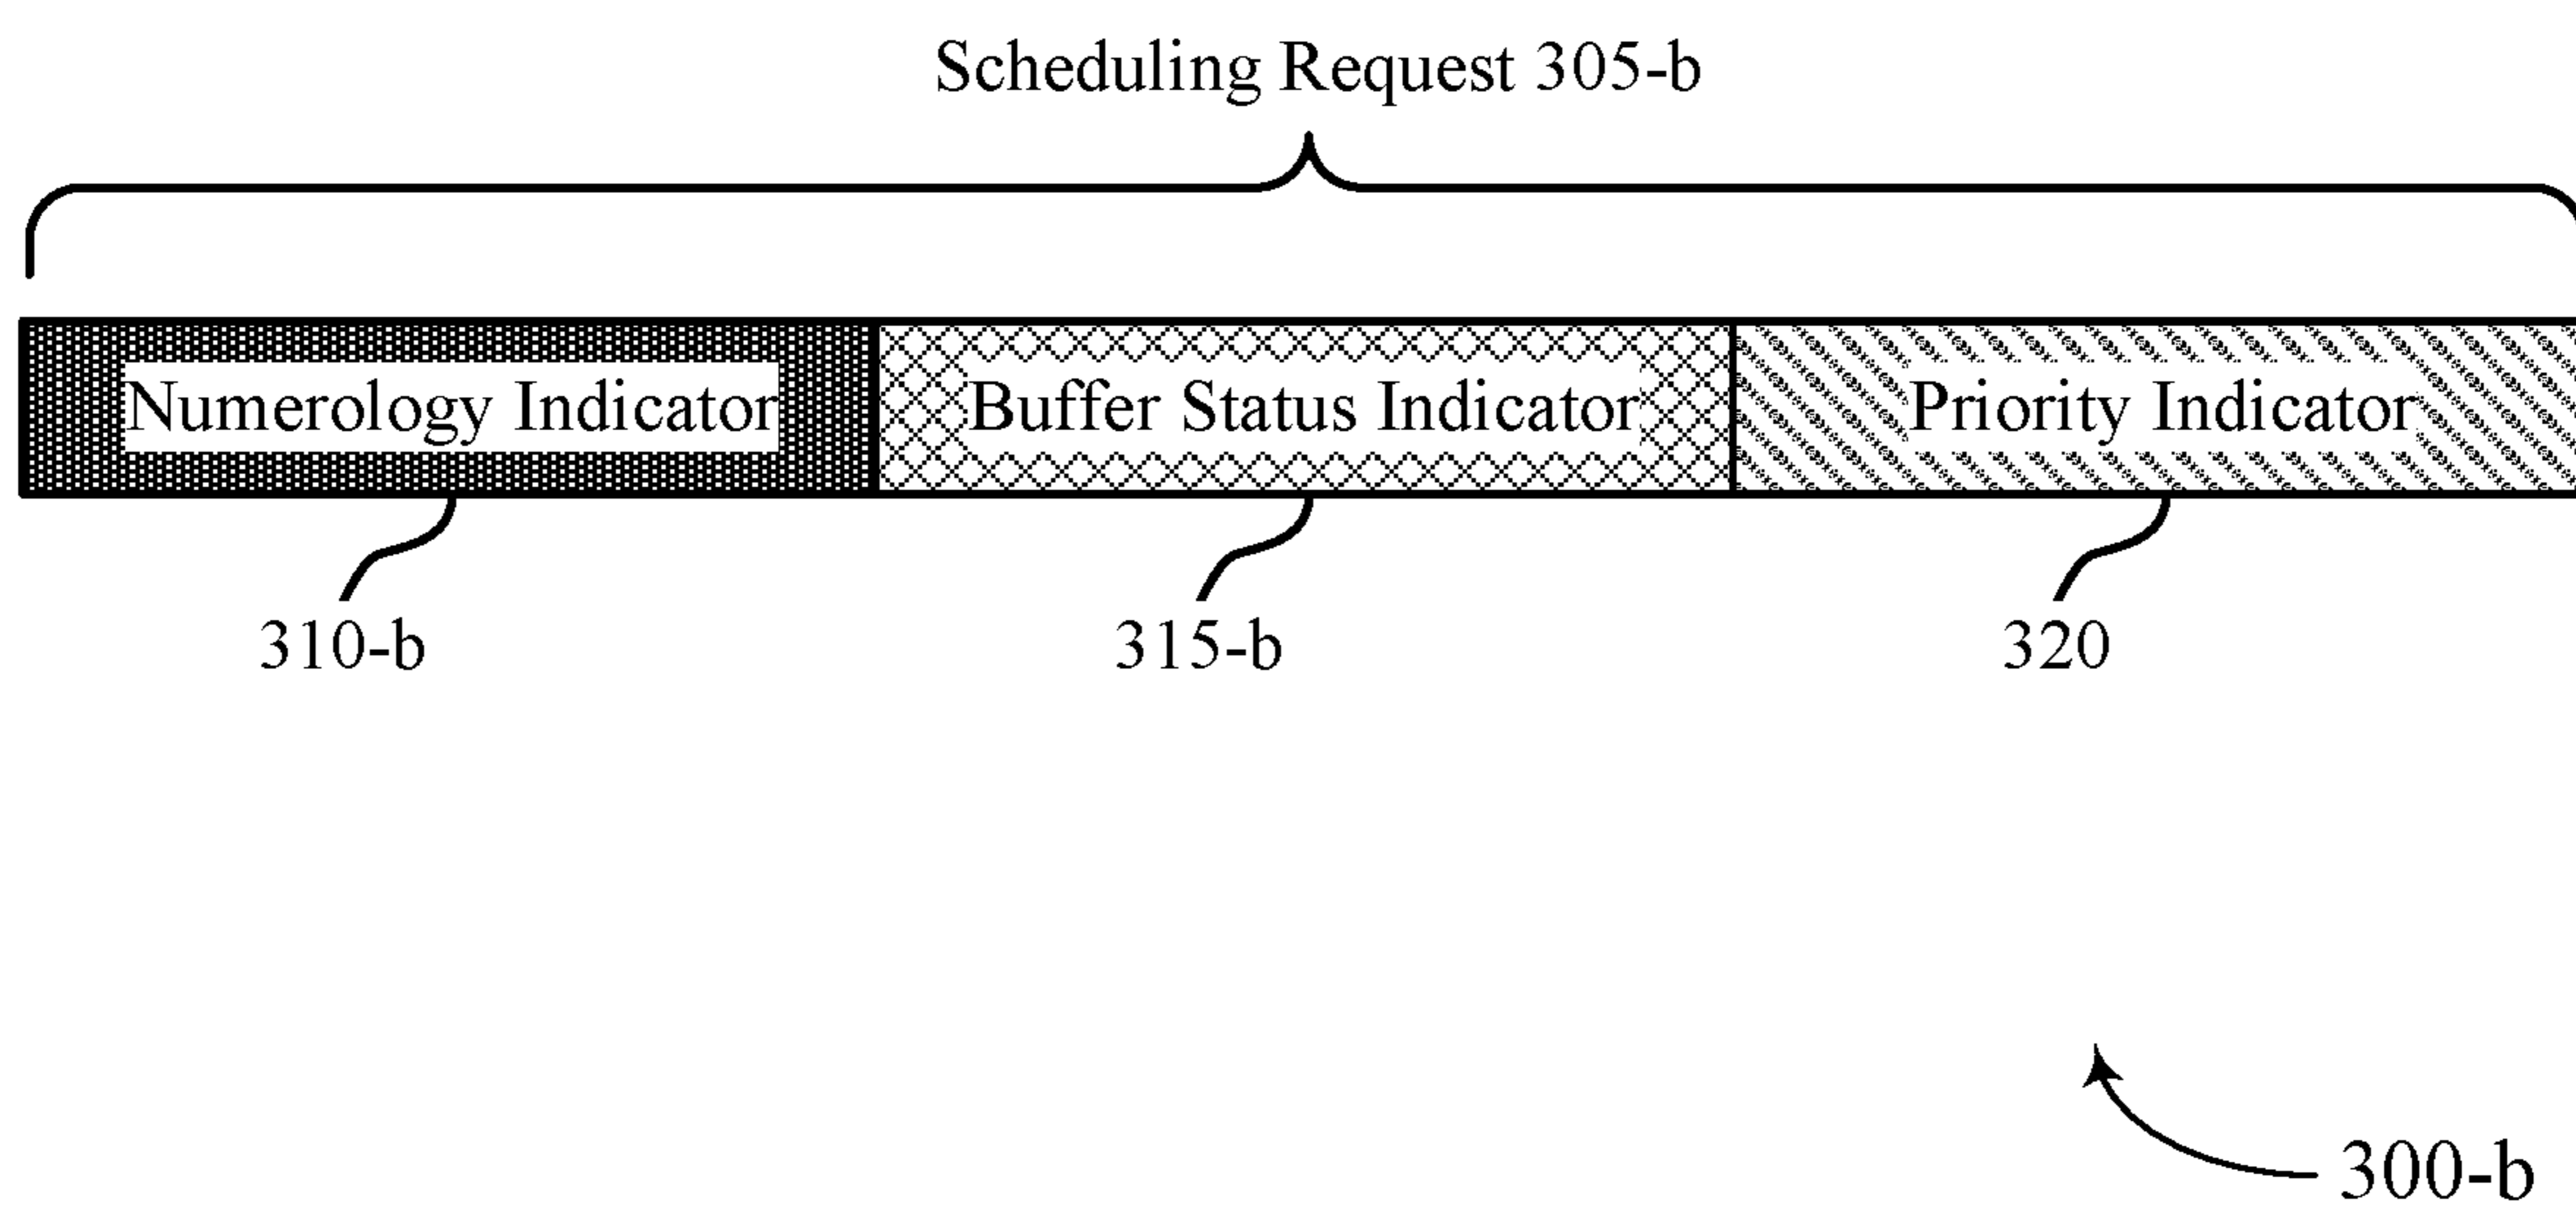 Scheduling Request 305-b
Numerology Indicator Buffer Status Indicator Priority Indicator
310-b 315-b 320
300-b